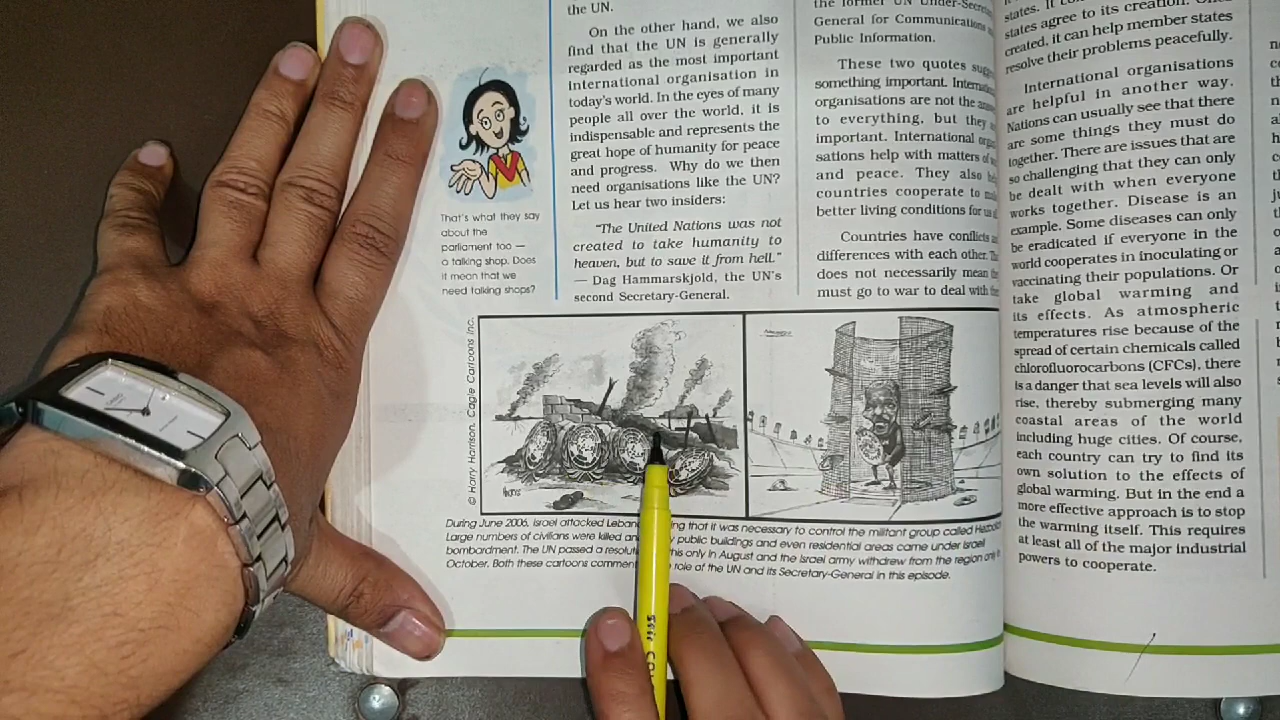 the UN.
On the other hand, we also
find that the UN is generally
regarded as the most important
international organisation in
today's world. In the eyes of many
people all over the world, it is
indispensable and represents the
great hope of humanity for peace
and progress. Why do we then
need organisations like the UN?
Let us hear two insiders:
"The United Nations was not
created to take humanity to
heaven, but to save it from hell."
— Dag Hammarskjold, the UN's
second Secretary-General.
That's what they say
about the
parliament too —
a talking shop. Does
it mean that we
need talking shops?
the former UN Under-Secre
General for Communications
Public Information.
These two quotes
something important.
organisations are not the
to everything, but they
important. International
sations help with matters of
and peace. They also
countries cooperate to
better living conditions for us
Countries have conflicts
differences with each other.
does not necessarily mean
must go to war to deal with
© Harry Harrison. Cagle Cartoons Inc.
During June 2006, Israel attacked that it was necessary to control the militant group called
Large numbers of civilians were killed public buildings and even residential areas came under Israeli
bombardment. The UN passed a this only in August and the Israel army withdrew from the region
October. Both these cartoons role of the UN and its Secretary-General in this episode.
states.
states agree to its creation.
created, it can help member states
resolve their problems peacefully.
International organisations
are helpful in another way.
Nations can usually see that there
are some things they must do
together. There are issues that are
so challenging that they can only
be dealt with when everyone
works together. Disease is an
example. Some diseases can only
be eradicated if everyone in the
world cooperates in inoculating or
vaccinating their populations. Or
take global warming and
its effects. As atmospheric
temperatures rise because of the
spread of certain chemicals called
chlorofluorocarbons (CFCs), there
is a danger that sea levels will also
rise, thereby submerging many
coastal areas of the world
including huge cities. Of course,
each country can try to find its
own solution to the effects of
global warming. But in the end a
more effective approach is to stop
the warming itself. This requires
at least all of the major industrial
powers to cooperate.